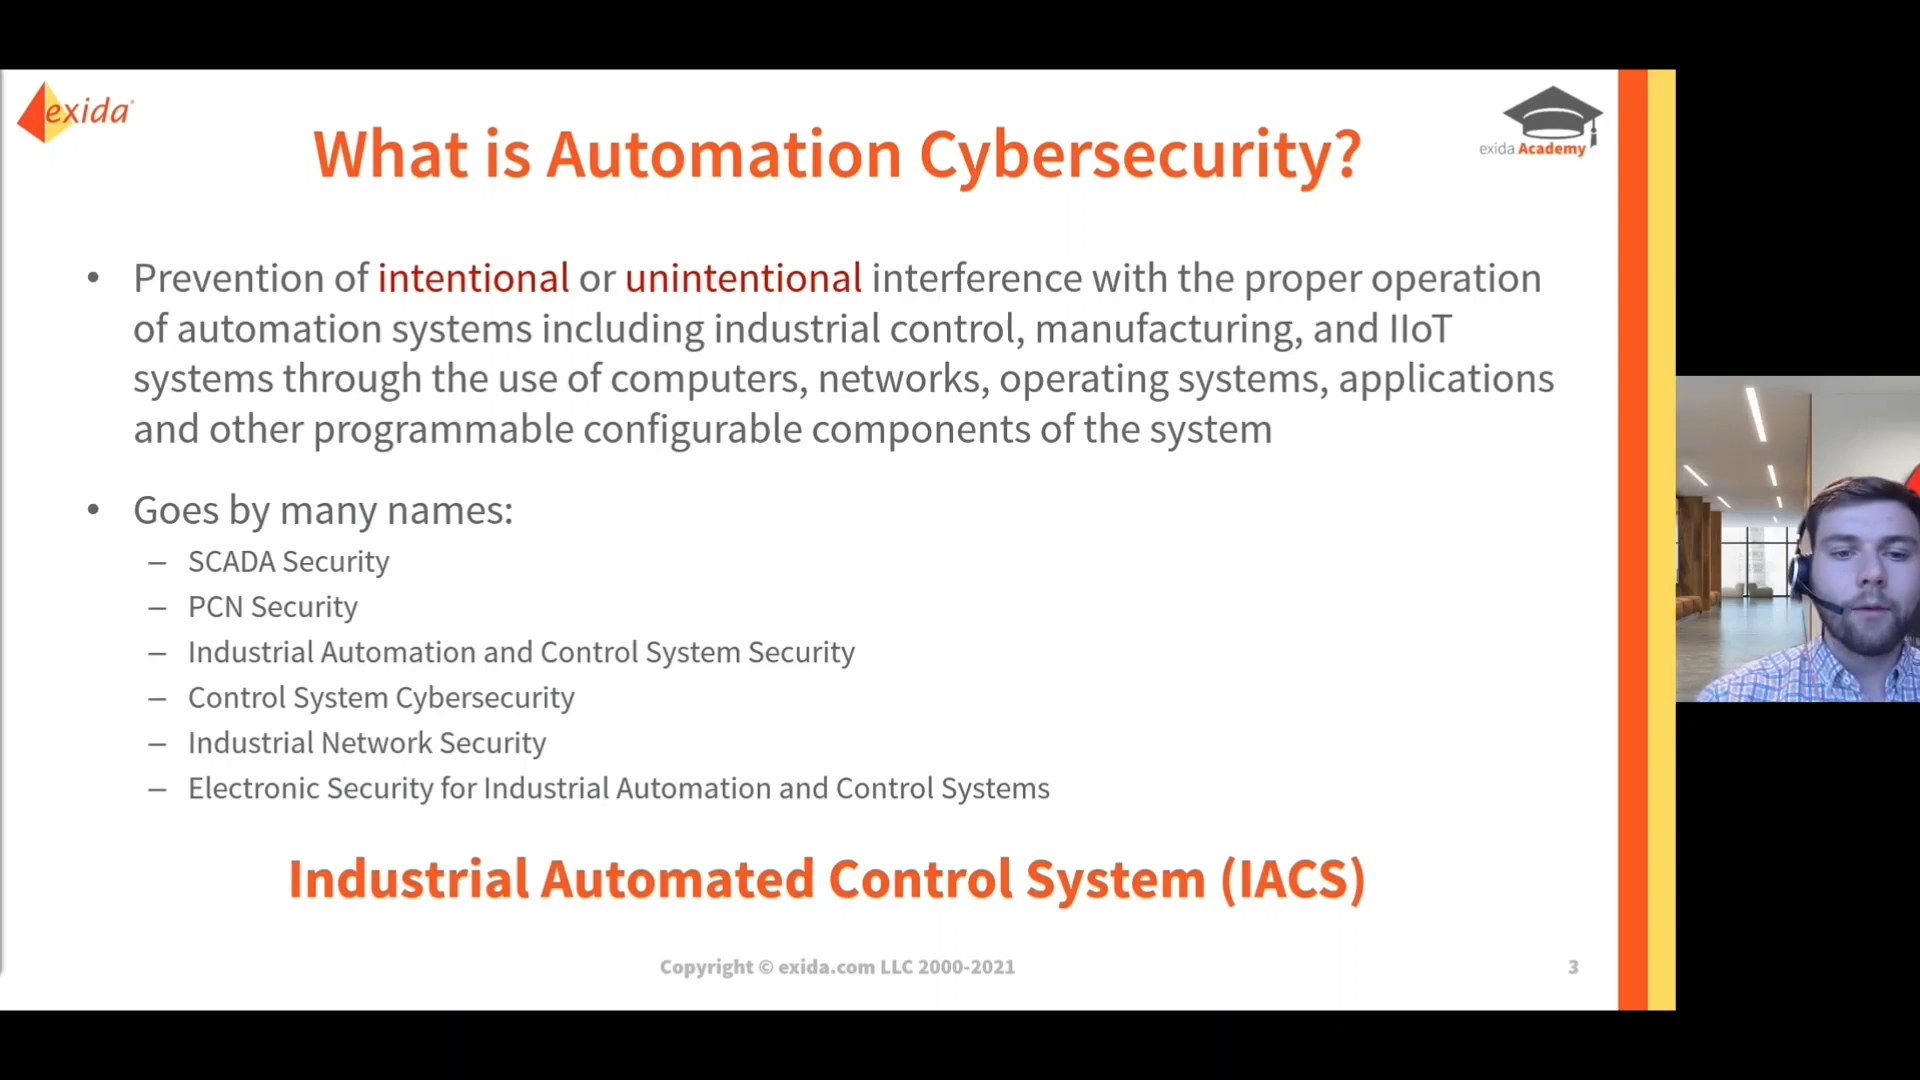 exida
What is Automation Cybersecurity?
exida Academy
• Prevention of intentional or unintentional interference with the proper operation
of automation systems including industrial control, manufacturing, and IIoT
systems through the use of computers, networks, operating systems, applications
and other programmable configurable components of the system
• Goes by many names:
– SCADA Security
– PCN Security
– Industrial Automation and Control System Security
– Control System Cybersecurity
– Industrial Network Security
– Electronic Security for Industrial Automation and Control Systems
Industrial Automated Control System (IACS)
Copyright © exida.com LLC 2000-2021
3